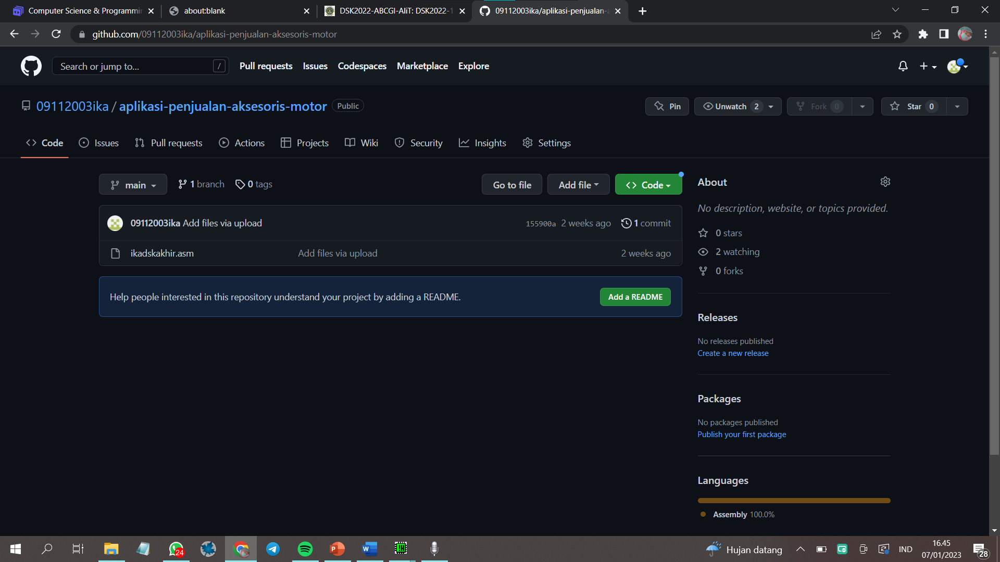 Computer Science & Programmin
about:blank
DSK2022-ABCGI-AliT: DSK2022-1
09112003ika/aplikasi-penjualan-a
github.com/09112003ika/aplikasi-penjualan-aksesoris-motor
Search or jump to... /
Pull requests Issues Codespaces Marketplace Explore
09112003ika / aplikasi-penjualan-aksesoris-motor Public
Pin Unwatch 2 Fork 0 Star 0
Code Issues Pull requests Actions Projects Wiki Security Insights Settings
main 1 branch 0 tags Go to file Add file Code
09112003ika Add files via upload 155900a 2 weeks ago 1 commit
ikadskakhir.asm Add files via upload 2 weeks ago
Help people interested in this repository understand your project by adding a README. Add a README
About
No description, website, or topics provided.
0 stars
2 watching
0 forks
Releases
No releases published
Create a new release
Packages
No packages published
Publish your first package
Languages
Assembly 100.0%
24
Hujan datang
IND
16.45
07/01/2023
28